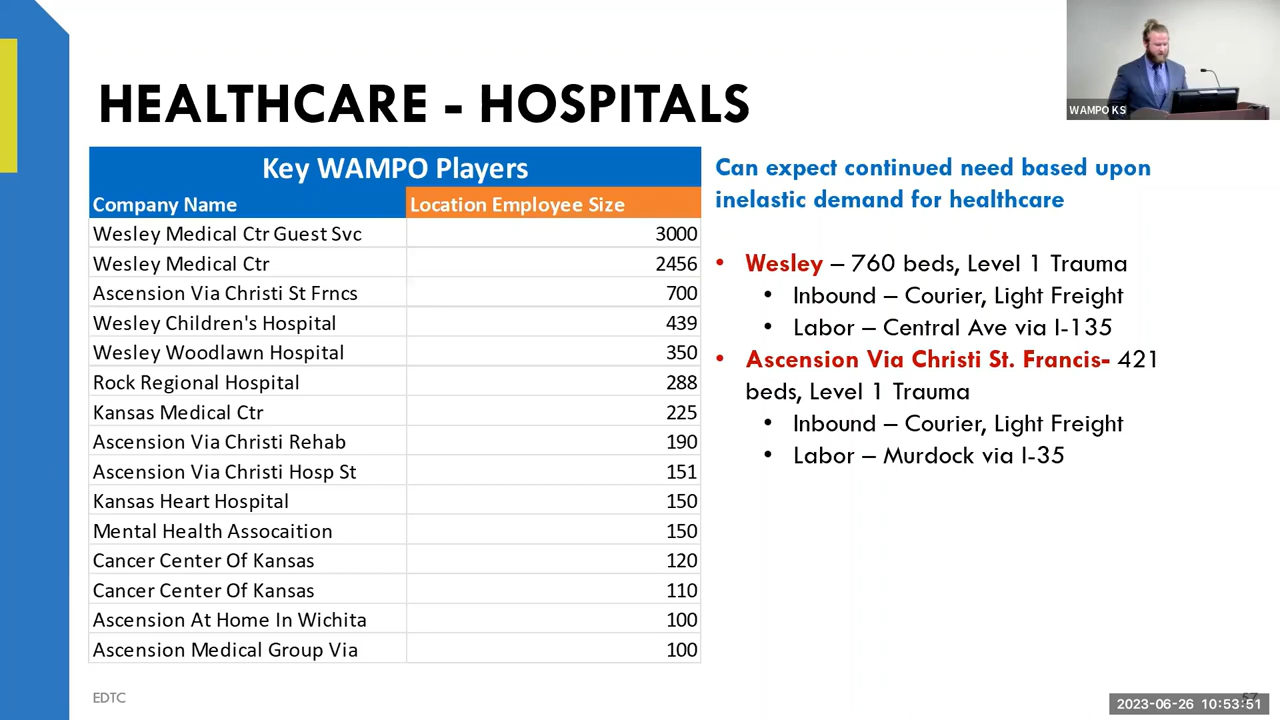 HEALTHCARE - HOSPITALS
WAMPO KS
Key WAMPO Players
Company Name Location Employee Size
Wesley Medical Ctr Guest Svc 3000
Wesley Medical Ctr 2456
Ascension Via Christi St Frncs 700
Wesley Children's Hospital 439
Wesley Woodlawn Hospital 350
Rock Regional Hospital 288
Kansas Medical Ctr 225
Ascension Via Christi Rehab 190
Ascension Via Christi Hosp St 151
Kansas Heart Hospital 150
Mental Health Assocaition 150
Cancer Center Of Kansas 120
Cancer Center Of Kansas 110
Ascension At Home In Wichita 100
Ascension Medical Group Via 100
Can expect continued need based upon
inelastic demand for healthcare
• Wesley – 760 beds, Level 1 Trauma
• Inbound – Courier, Light Freight
• Labor – Central Ave via I-135
• Ascension Via Christi St. Francis- 421
beds, Level 1 Trauma
• Inbound – Courier, Light Freight
• Labor – Murdock via I-35
EDTC
2023-06-26 10:53:51